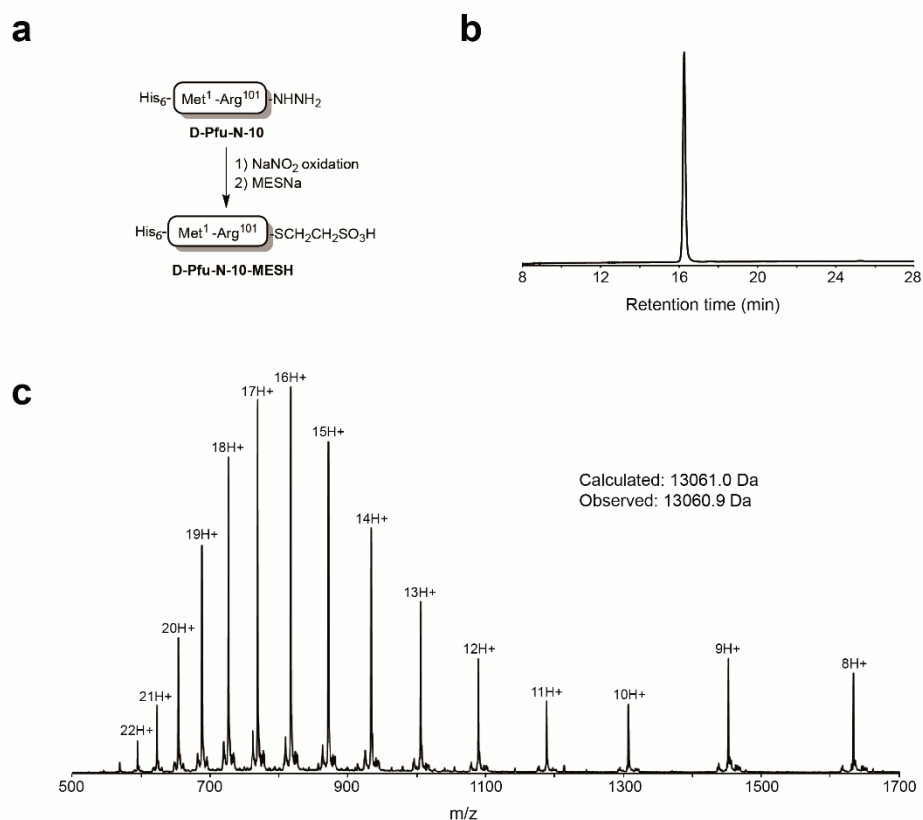 a
His6- Met1 -Arg101 -NHNH2
D-Pfu-N-10
1) NaNO2 oxidation
2) MESNa
His6- Met1 -Arg101 -SCH2CH2SO3H
D-Pfu-N-10-MESH
b
8 12 16 20 24 28
Retention time (min)
c
16H+
17H+
15H+
18H+
14H+
19H+
13H+
20H+
12H+
21H+
11H+
22H+
10H+
9H+
8H+
Calculated: 13061.0 Da
Observed: 13060.9 Da
500 700 900 1100 1300 1500 1700
m/z